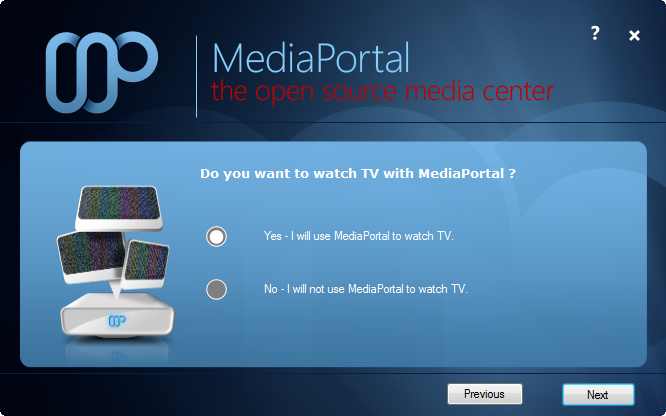 ? ×
MediaPortal
the open source media center
Do you want to watch TV with MediaPortal ?
Yes - I will use MediaPortal to watch TV.
No - I will not use MediaPortal to watch TV.
Previous Next